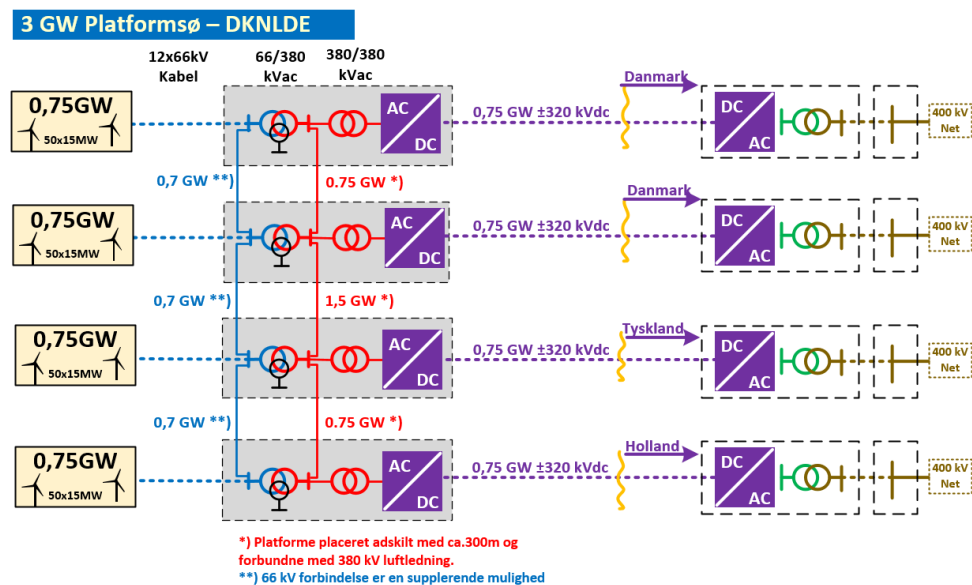 3 GW Platformsø – DKNLDE
12x66kV
Kabel
66/380
kVac
380/380
kVac
0,75GW
50x15MW
AC
DC
0,75 GW ±320 kVdc
Danmark
DC
AC
400 kV
Net
0,7 GW **)
0.75 GW *)
0,75GW
50x15MW
AC
DC
0,75 GW ±320 kVdc
Danmark
DC
AC
400 kV
Net
0,7 GW **)
1,5 GW *)
0,75GW
50x15MW
AC
DC
0,75 GW ±320 kVdc
Tyskland
DC
AC
400 kV
Net
0,7 GW **)
0.75 GW *)
0,75GW
50x15MW
AC
DC
0,75 GW ±320 kVdc
Holland
DC
AC
400 kV
Net
*) Platforme placeret adskilt med ca.300m og
forbundne med 380 kV luftledning.
**) 66 kV forbindelse er en supplerende mulighed